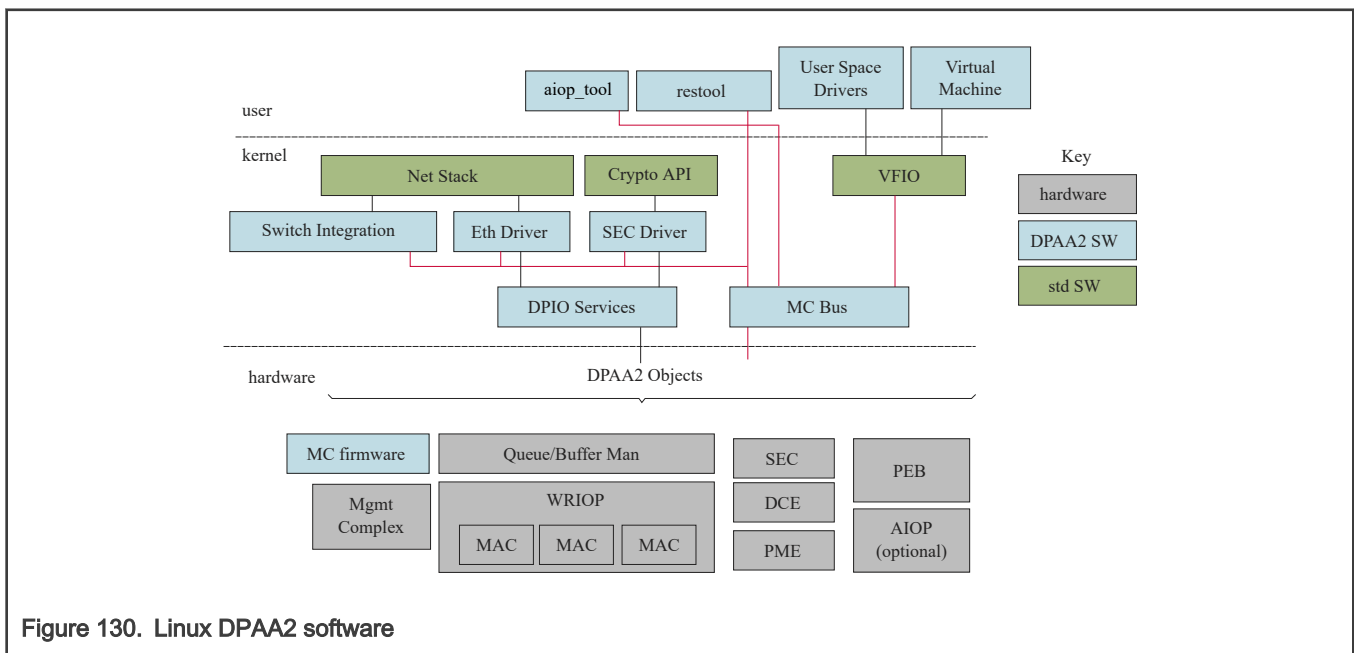 User Space
Drivers
Virtual
Machine
aiop_tool
restool
user
kernel
Key
Net Stack
Crypto API
VFIO
hardware
Switch Integration
Eth Driver
SEC Driver
DPAA2 SW
std SW
DPIO Services
MC Bus
hardware
DPAA2 Objects
MC firmware
Queue/Buffer Man
SEC
PEB
Mgmt
Complex
WRIOP
MAC
MAC
MAC
DCE
PME
AIOP
(optional)
Figure 130. Linux DPAA2 software